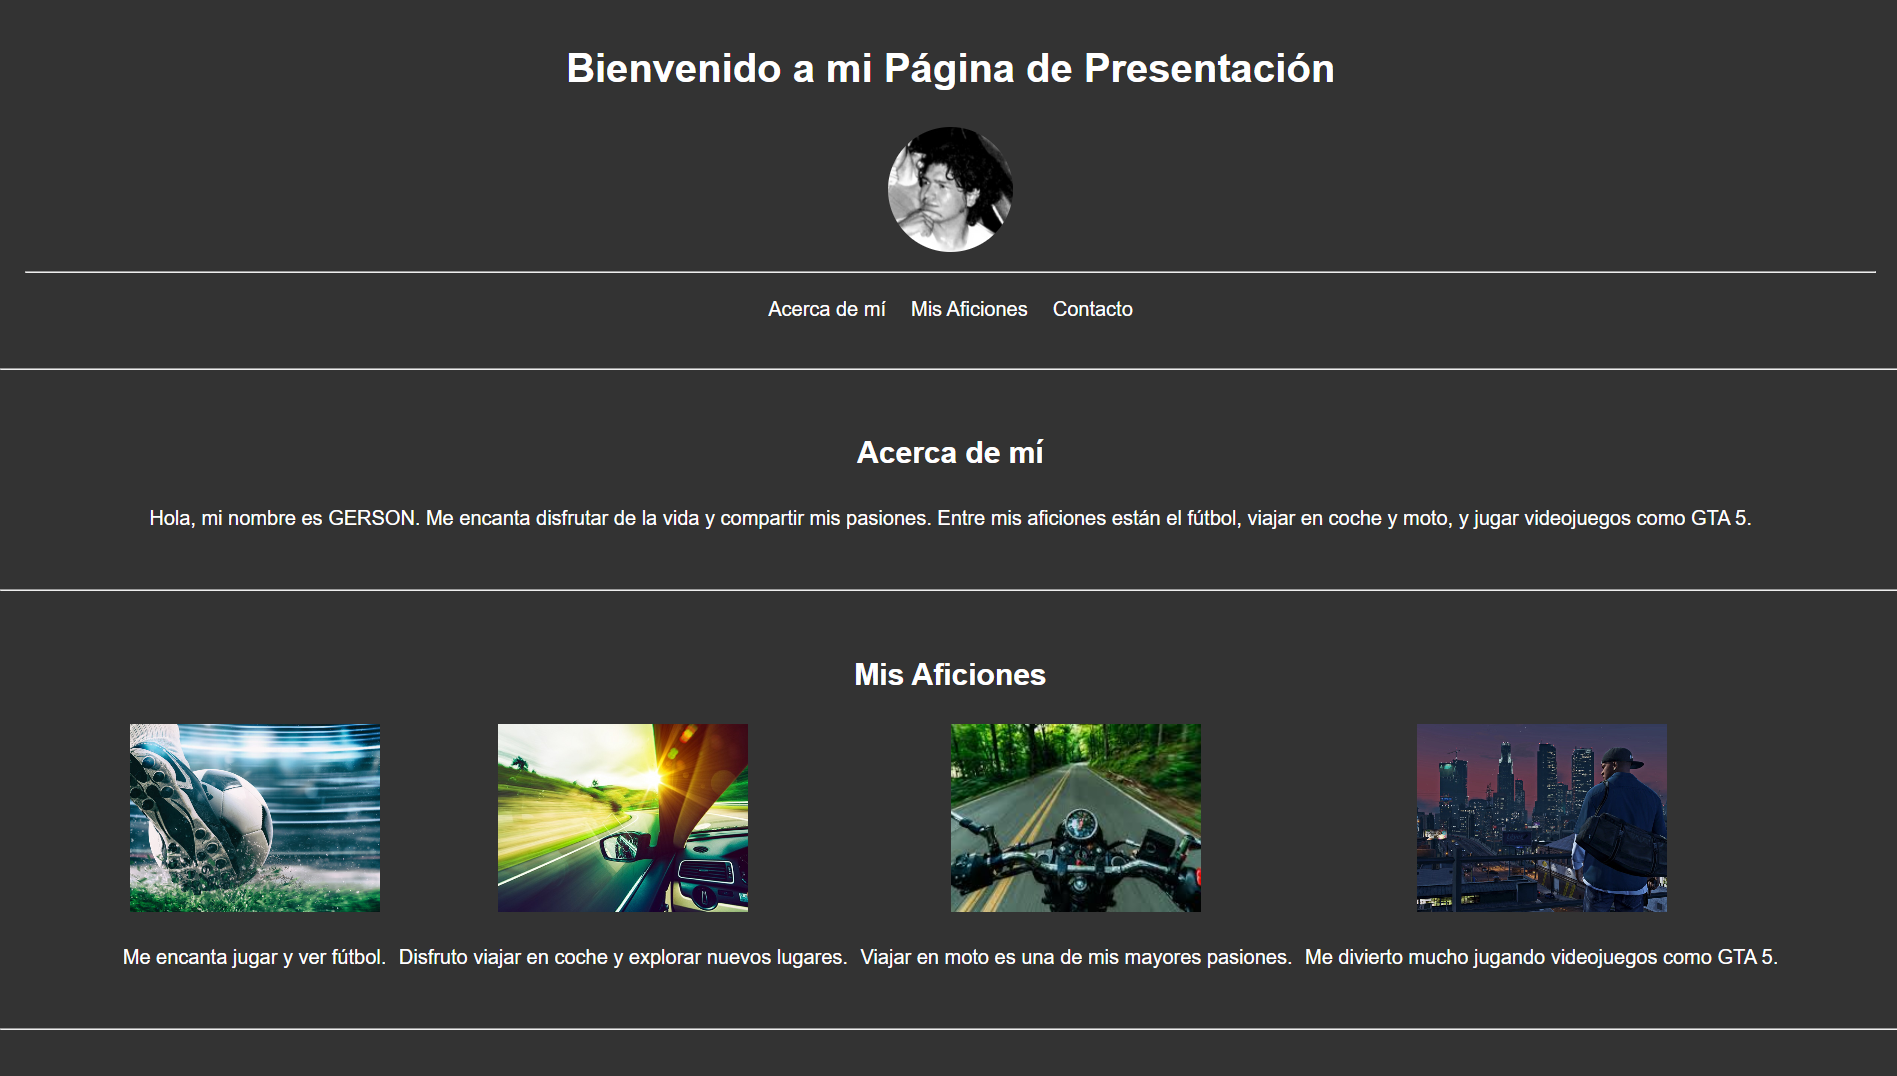 Bienvenido a mi Página de Presentación
Acerca de mí Mis Aficiones Contacto
Acerca de mí
Hola, mi nombre es GERSON. Me encanta disfrutar de la vida y compartir mis pasiones. Entre mis aficiones están el fútbol, viajar en coche y moto, y jugar videojuegos como GTA 5.
Mis Aficiones
Me encanta jugar y ver fútbol. Disfruto viajar en coche y explorar nuevos lugares. Viajar en moto es una de mis mayores pasiones. Me divierto mucho jugando videojuegos como GTA 5.